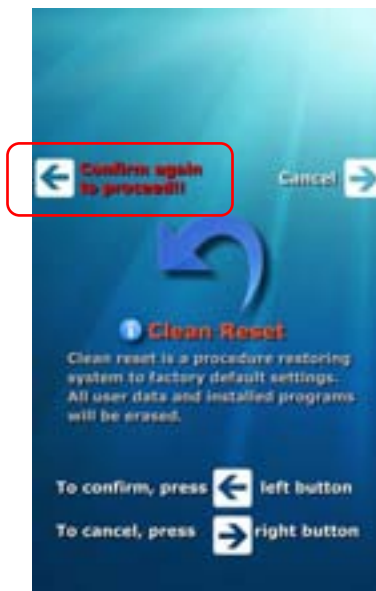 Confirm again
to proceed!!
Cancel
Clean Reset
Clean reset is a procedure restoring
system to factory default settings.
All user data and installed programs
will be erased.
To confirm, press left button
To cancel, press right button